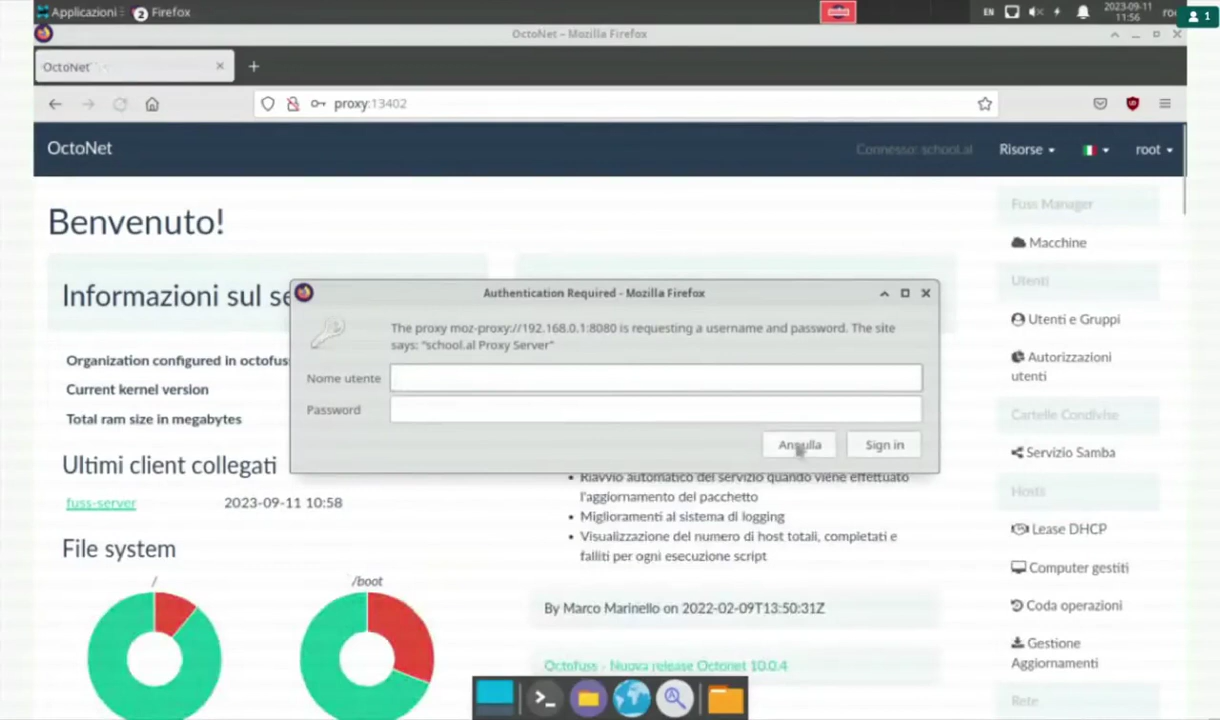 Applicazioni
2 Firefox
EN
2023-09-11
11:56
1
OctoNet – Mozilla Firefox
OctoNet
proxy:13402
OctoNet
Connesso: school.al
Risorse
root
Benvenuto!
Informazioni sul
Organization configured in
Current kernel version
Total ram size in megabytes
Ultimi client collegati
fuss-server 2023-09-11 10:58
File system
/
/boot
Authentication Required - Mozilla Firefox
The proxy moz-proxy://192.168.0.1:8080 is requesting a username and password. The site
says: "school.al Proxy Server"
Nome utente
Password
Annulla
Sign in
Riavvio automatico del servizio quando viene effettuato
l'aggiornamento del pacchetto
Miglioramenti al sistema di logging
Visualizzazione del numero di host totali, completati e
falliti per ogni esecuzione script
By Marco Marinello on 2022-02-09T13:50:31Z
Octofuss - Nuova release Octonet 10.0.4
Fuss Manager
Macchine
Utenti
Utenti e Gruppi
Autorizzazioni
utenti
Cartelle Condivise
Servizio Samba
Hosts
Lease DHCP
Computer gestiti
Coda operazioni
Gestione
Aggiornamenti
Rete